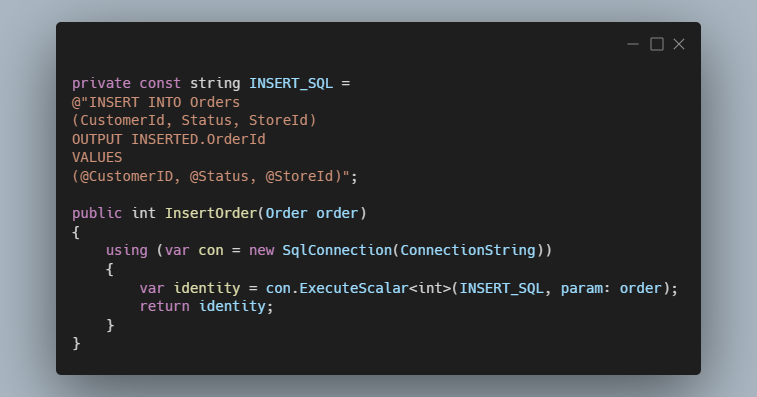 private const string INSERT_SQL =
@"INSERT INTO Orders
(CustomerId, Status, StoreId)
OUTPUT INSERTED.OrderId
VALUES
(@CustomerID, @Status, @StoreId)";
public int InsertOrder(Order order)
{
    using (var con = new SqlConnection(ConnectionString))
    {
        var identity = con.ExecuteScalar<int>(INSERT_SQL, param: order);
        return identity;
    }
}